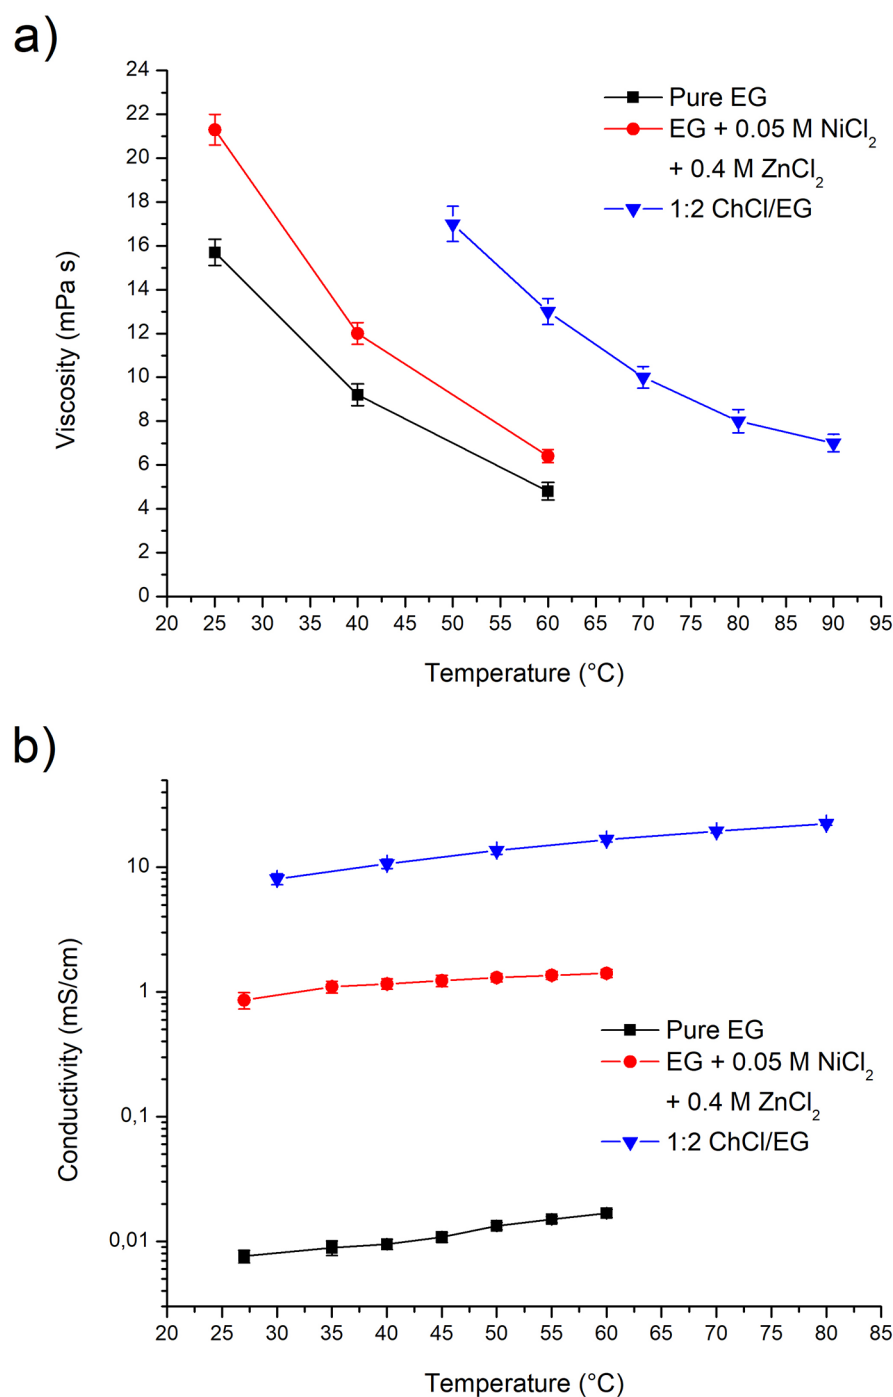 a)
24
22
20
18
16
14
12
10
8
6
4
2
0
Viscosity (mPa s)
Pure EG
EG + 0.05 M NiCl₂
+ 0.4 M ZnCl₂
1:2 ChCl/EG
20 25 30 35 40 45 50 55 60 65 70 75 80 85 90 95
Temperature (°C)
b)
10
1
0,1
0,01
Conductivity (mS/cm)
Pure EG
EG + 0.05 M NiCl₂
+ 0.4 M ZnCl₂
1:2 ChCl/EG
20 25 30 35 40 45 50 55 60 65 70 75 80 85
Temperature (°C)